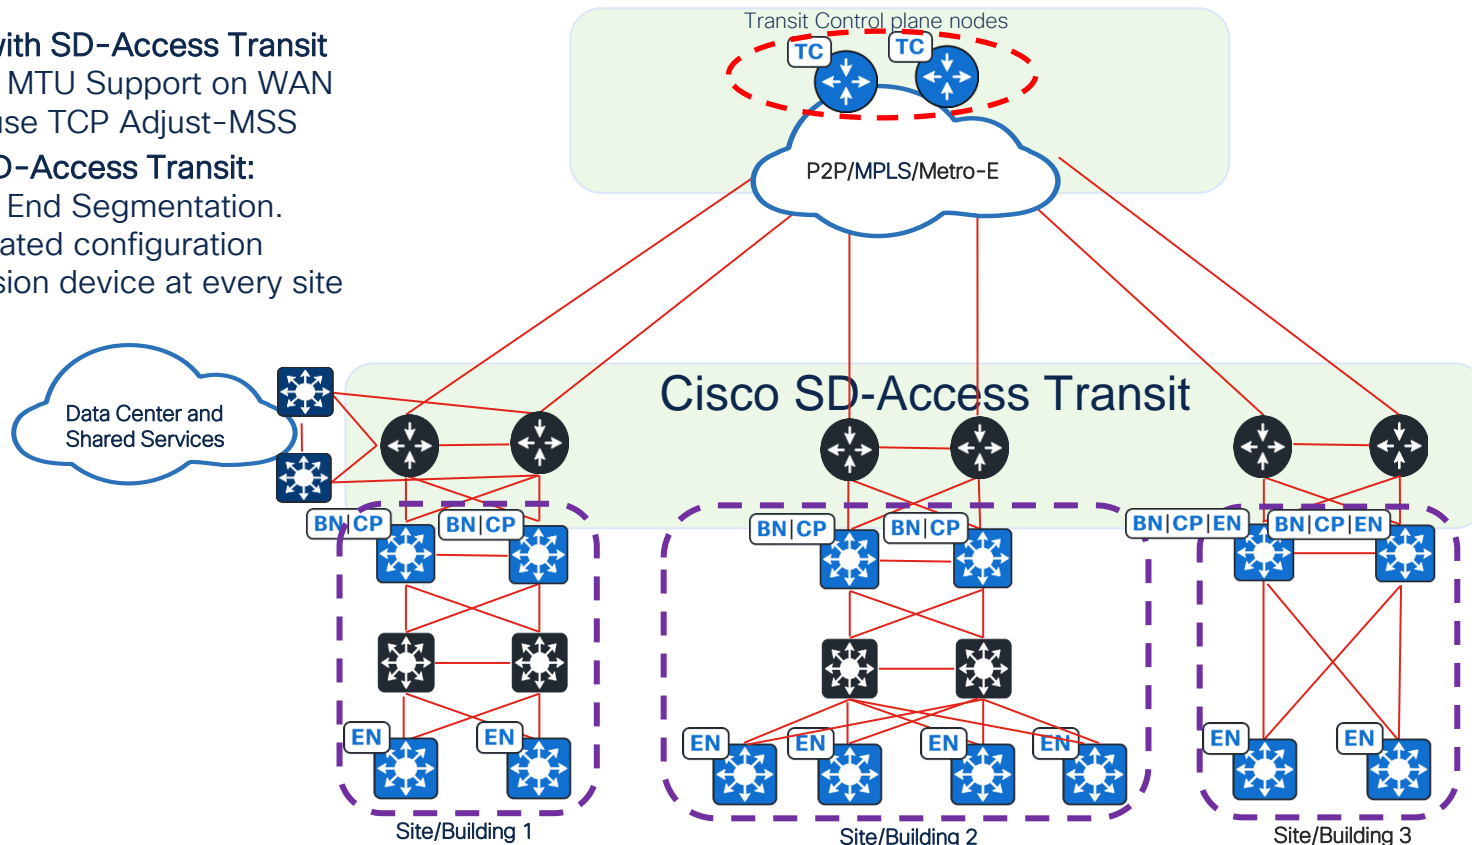 Transit Control plane nodes
TC
TC
with SD-Access Transit
MTU Support on WAN
use TCP Adjust-MSS
D-Access Transit:
End Segmentation.
ated configuration
sion device at every site
P2P/MPLS/Metro-E
Cisco SD-Access Transit
Data Center and
Shared Services
BN|CP
BN|CP
BN|CP
BN|CP
BN|CP|EN
BN|CP|EN
EN
EN
EN
EN
EN
EN
EN
EN
Site/Building 1
Site/Building 2
Site/Building 3